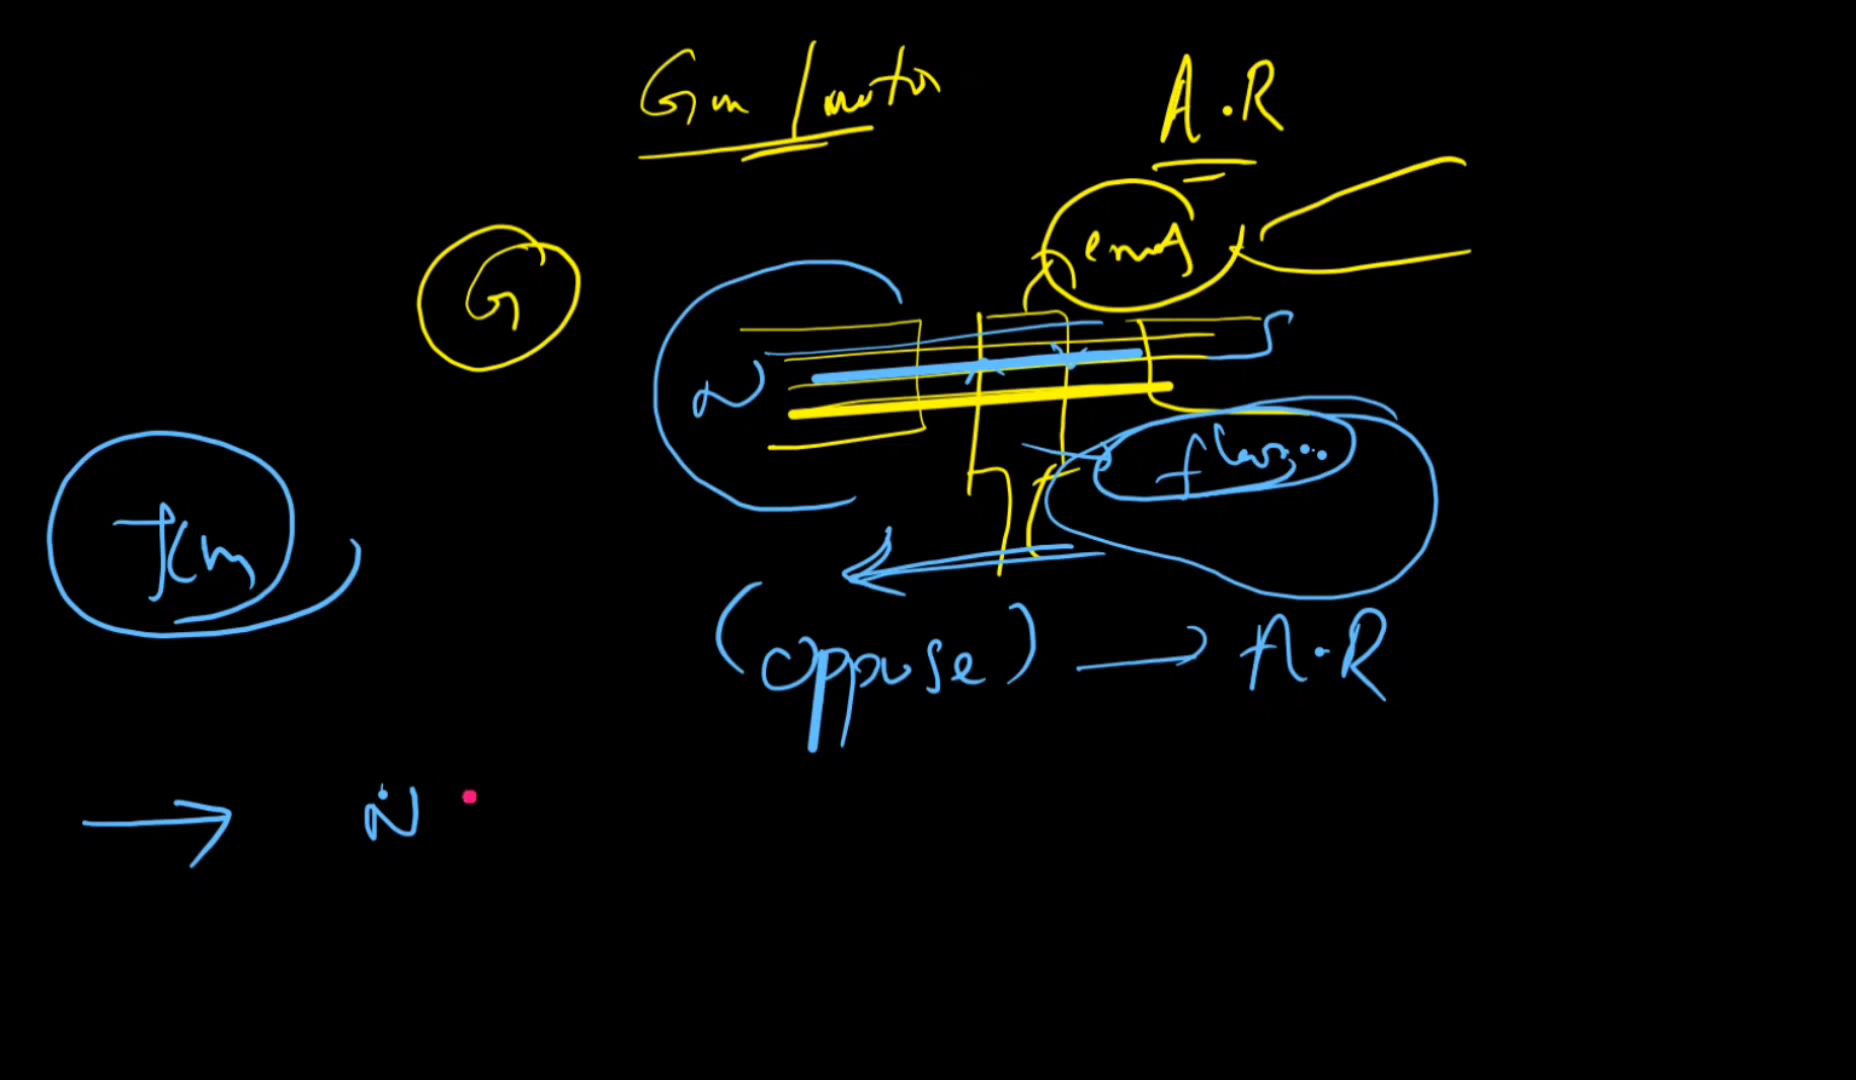 Gen/motor
A.R
emf
G
N
S
flux...
(oppose) → A.R
→ N